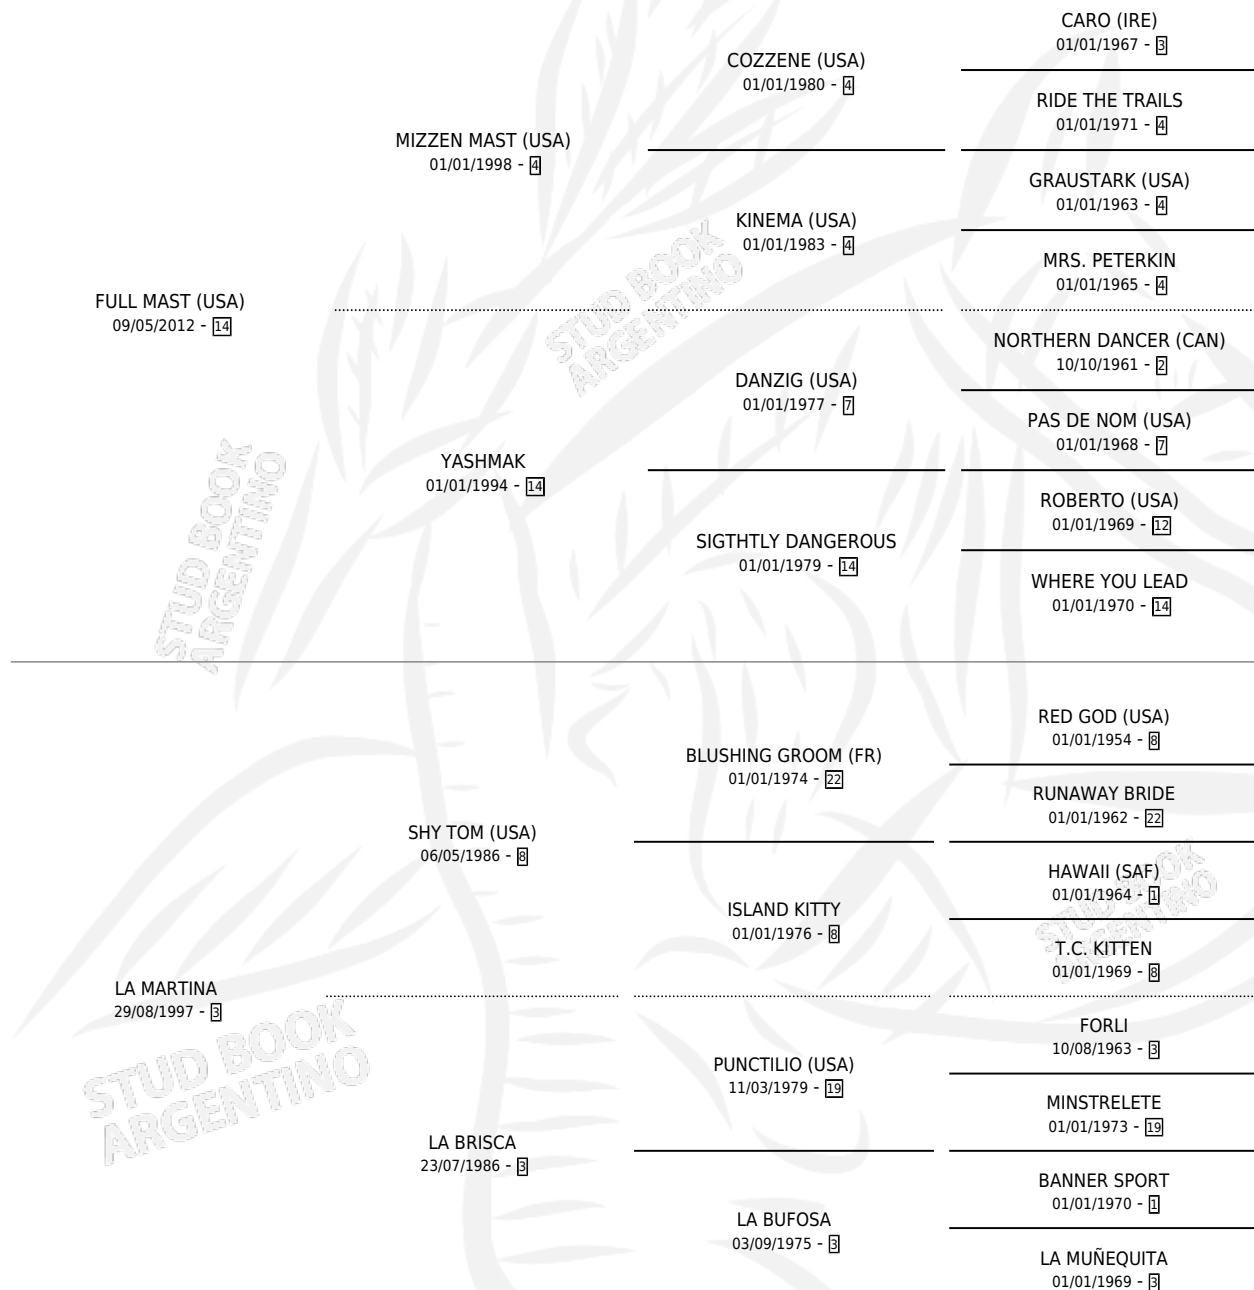 CARO (IRE)
01/01/1967 - 3
COZZENE (USA)
01/01/1980 - 4
RIDE THE TRAILS
01/01/1971 - 4
MIZZEN MAST (USA)
01/01/1998 - 4
GRAUSTARK (USA)
01/01/1963 - 4
KINEMA (USA)
01/01/1983 - 4
MRS. PETERKIN
01/01/1965 - 4
FULL MAST (USA)
09/05/2012 - 14
NORTHERN DANCER (CAN)
10/10/1961 - 2
DANZIG (USA)
01/01/1977 - 7
PAS DE NOM (USA)
01/01/1968 - 7
YASHMAK
01/01/1994 - 14
ROBERTO (USA)
01/01/1969 - 12
SIGTHTLY DANGEROUS
01/01/1979 - 14
WHERE YOU LEAD
01/01/1970 - 14
RED GOD (USA)
01/01/1954 - 8
BLUSHING GROOM (FR)
01/01/1974 - 22
RUNAWAY BRIDE
01/01/1962 - 22
SHY TOM (USA)
06/05/1986 - 8
HAWAII (SAF)
01/01/1964 - 1
ISLAND KITTY
01/01/1976 - 8
T.C. KITTEN
01/01/1969 - 8
LA MARTINA
29/08/1997 - 3
FORLI
10/08/1963 - 3
PUNCTILIO (USA)
11/03/1979 - 19
MINSTRELETE
01/01/1973 - 19
LA BRISCA
23/07/1986 - 3
BANNER SPORT
01/01/1970 - 1
LA BUFOSA
03/09/1975 - 3
LA MUÑEQUITA
01/01/1969 - 3
STUD BOOK
ARGENTINO
STUD BOOK
ARGENTINO
STUD BOOK
ARGENTINO
STUD BOOK
ARGENTINO